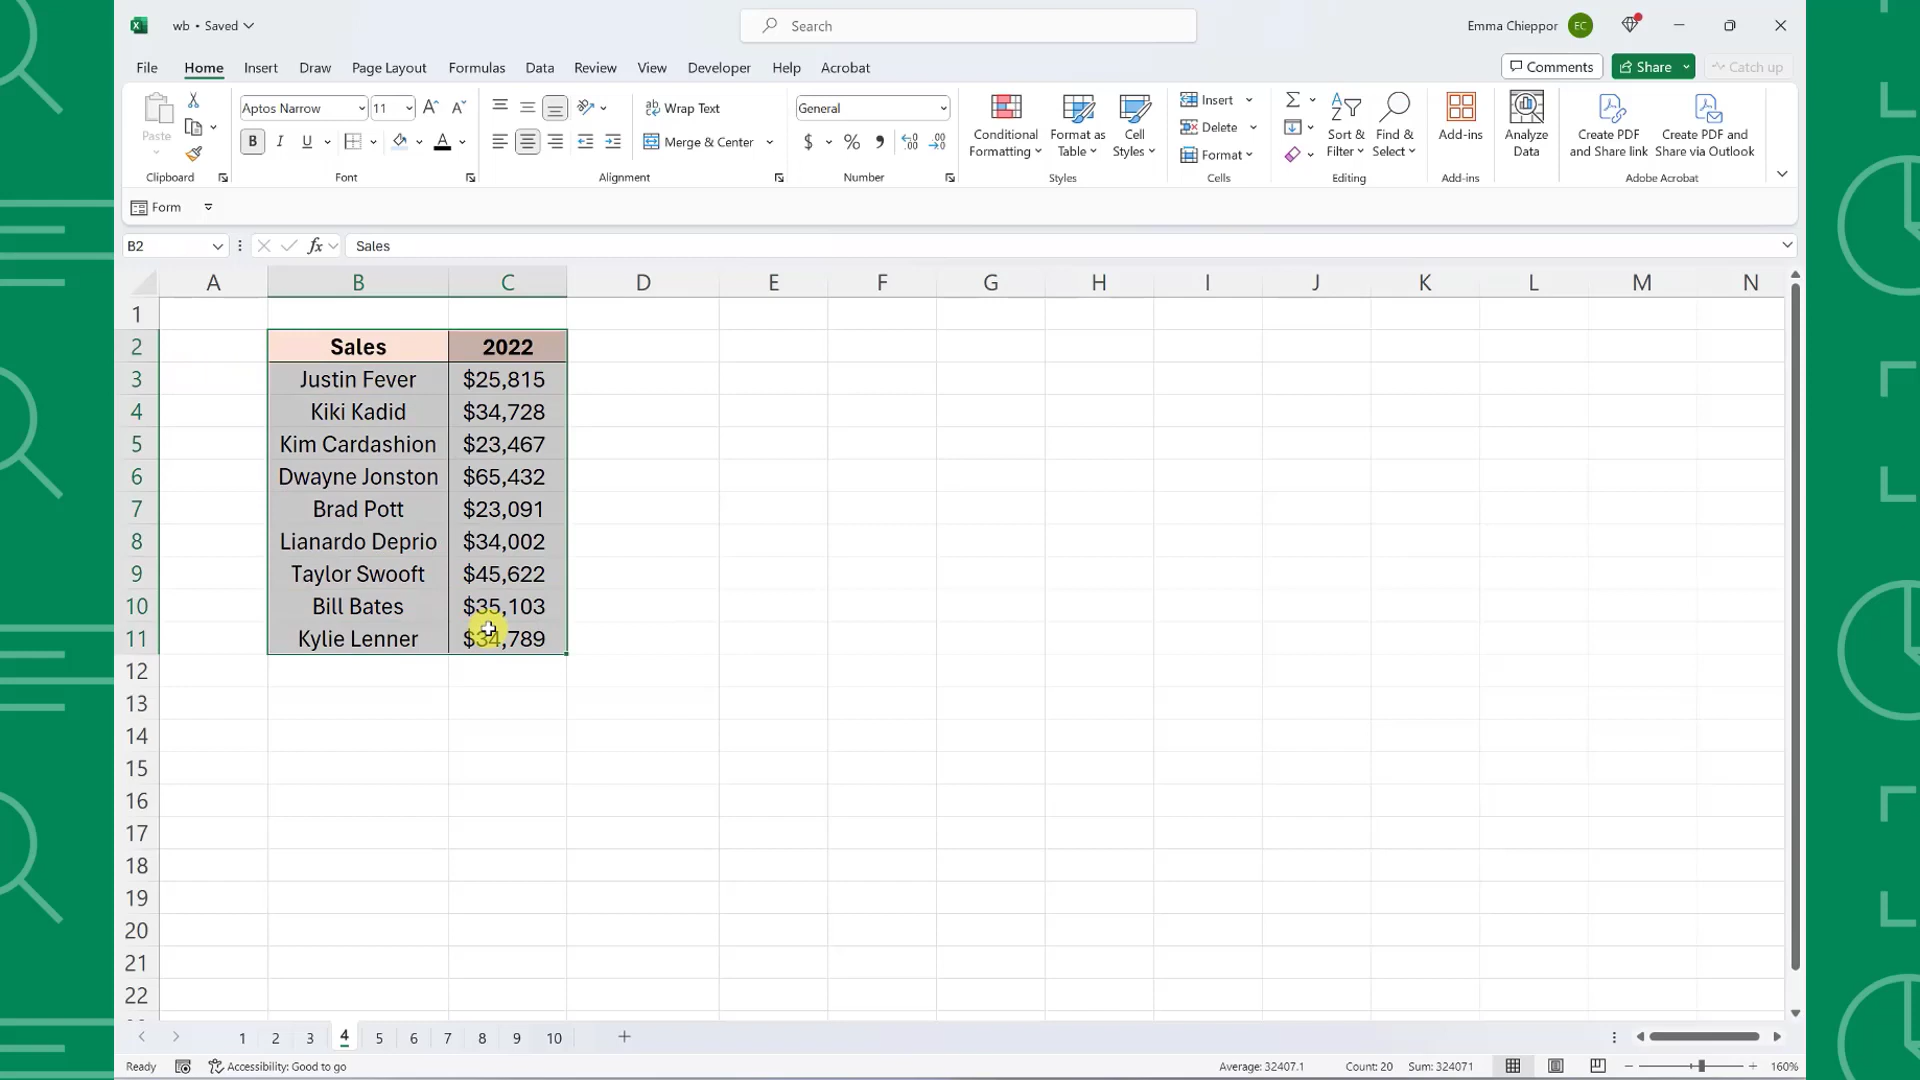 wb • Saved
Search
Emma Chieppor
EC
File Home Insert Draw Page Layout Formulas Data Review View Developer Help Acrobat
Comments
Share
Catch up
Paste
Clipboard
Aptos Narrow
11
A A
B I U
A
Font
Wrap Text
Merge & Center
Alignment
General
$ % ,
Number
Conditional Formatting
Format as Table
Cell Styles
Styles
Insert
Delete
Format
Cells
Sort & Filter
Find & Select
Editing
Add-ins
Add-ins
Analyze Data
Create PDF and Share link
Create PDF and Share via Outlook
Adobe Acrobat
Form
B2
fx
Sales
A B C D E F G H I J K L M N
1
2 Sales 2022
3 Justin Fever $25,815
4 Kiki Kadid $34,728
5 Kim Cardashion $23,467
6 Dwayne Jonston $65,432
7 Brad Pott $23,091
8 Lianardo Deprio $34,002
9 Taylor Swooft $45,622
10 Bill Bates $35,103
11 Kylie Lenner $34,789
12
13
14
15
16
17
18
19
20
21
22
1 2 3 4 5 6 7 8 9 10
Ready
Accessibility: Good to go
Average: 32407.1 Count: 20 Sum: 324071
160%